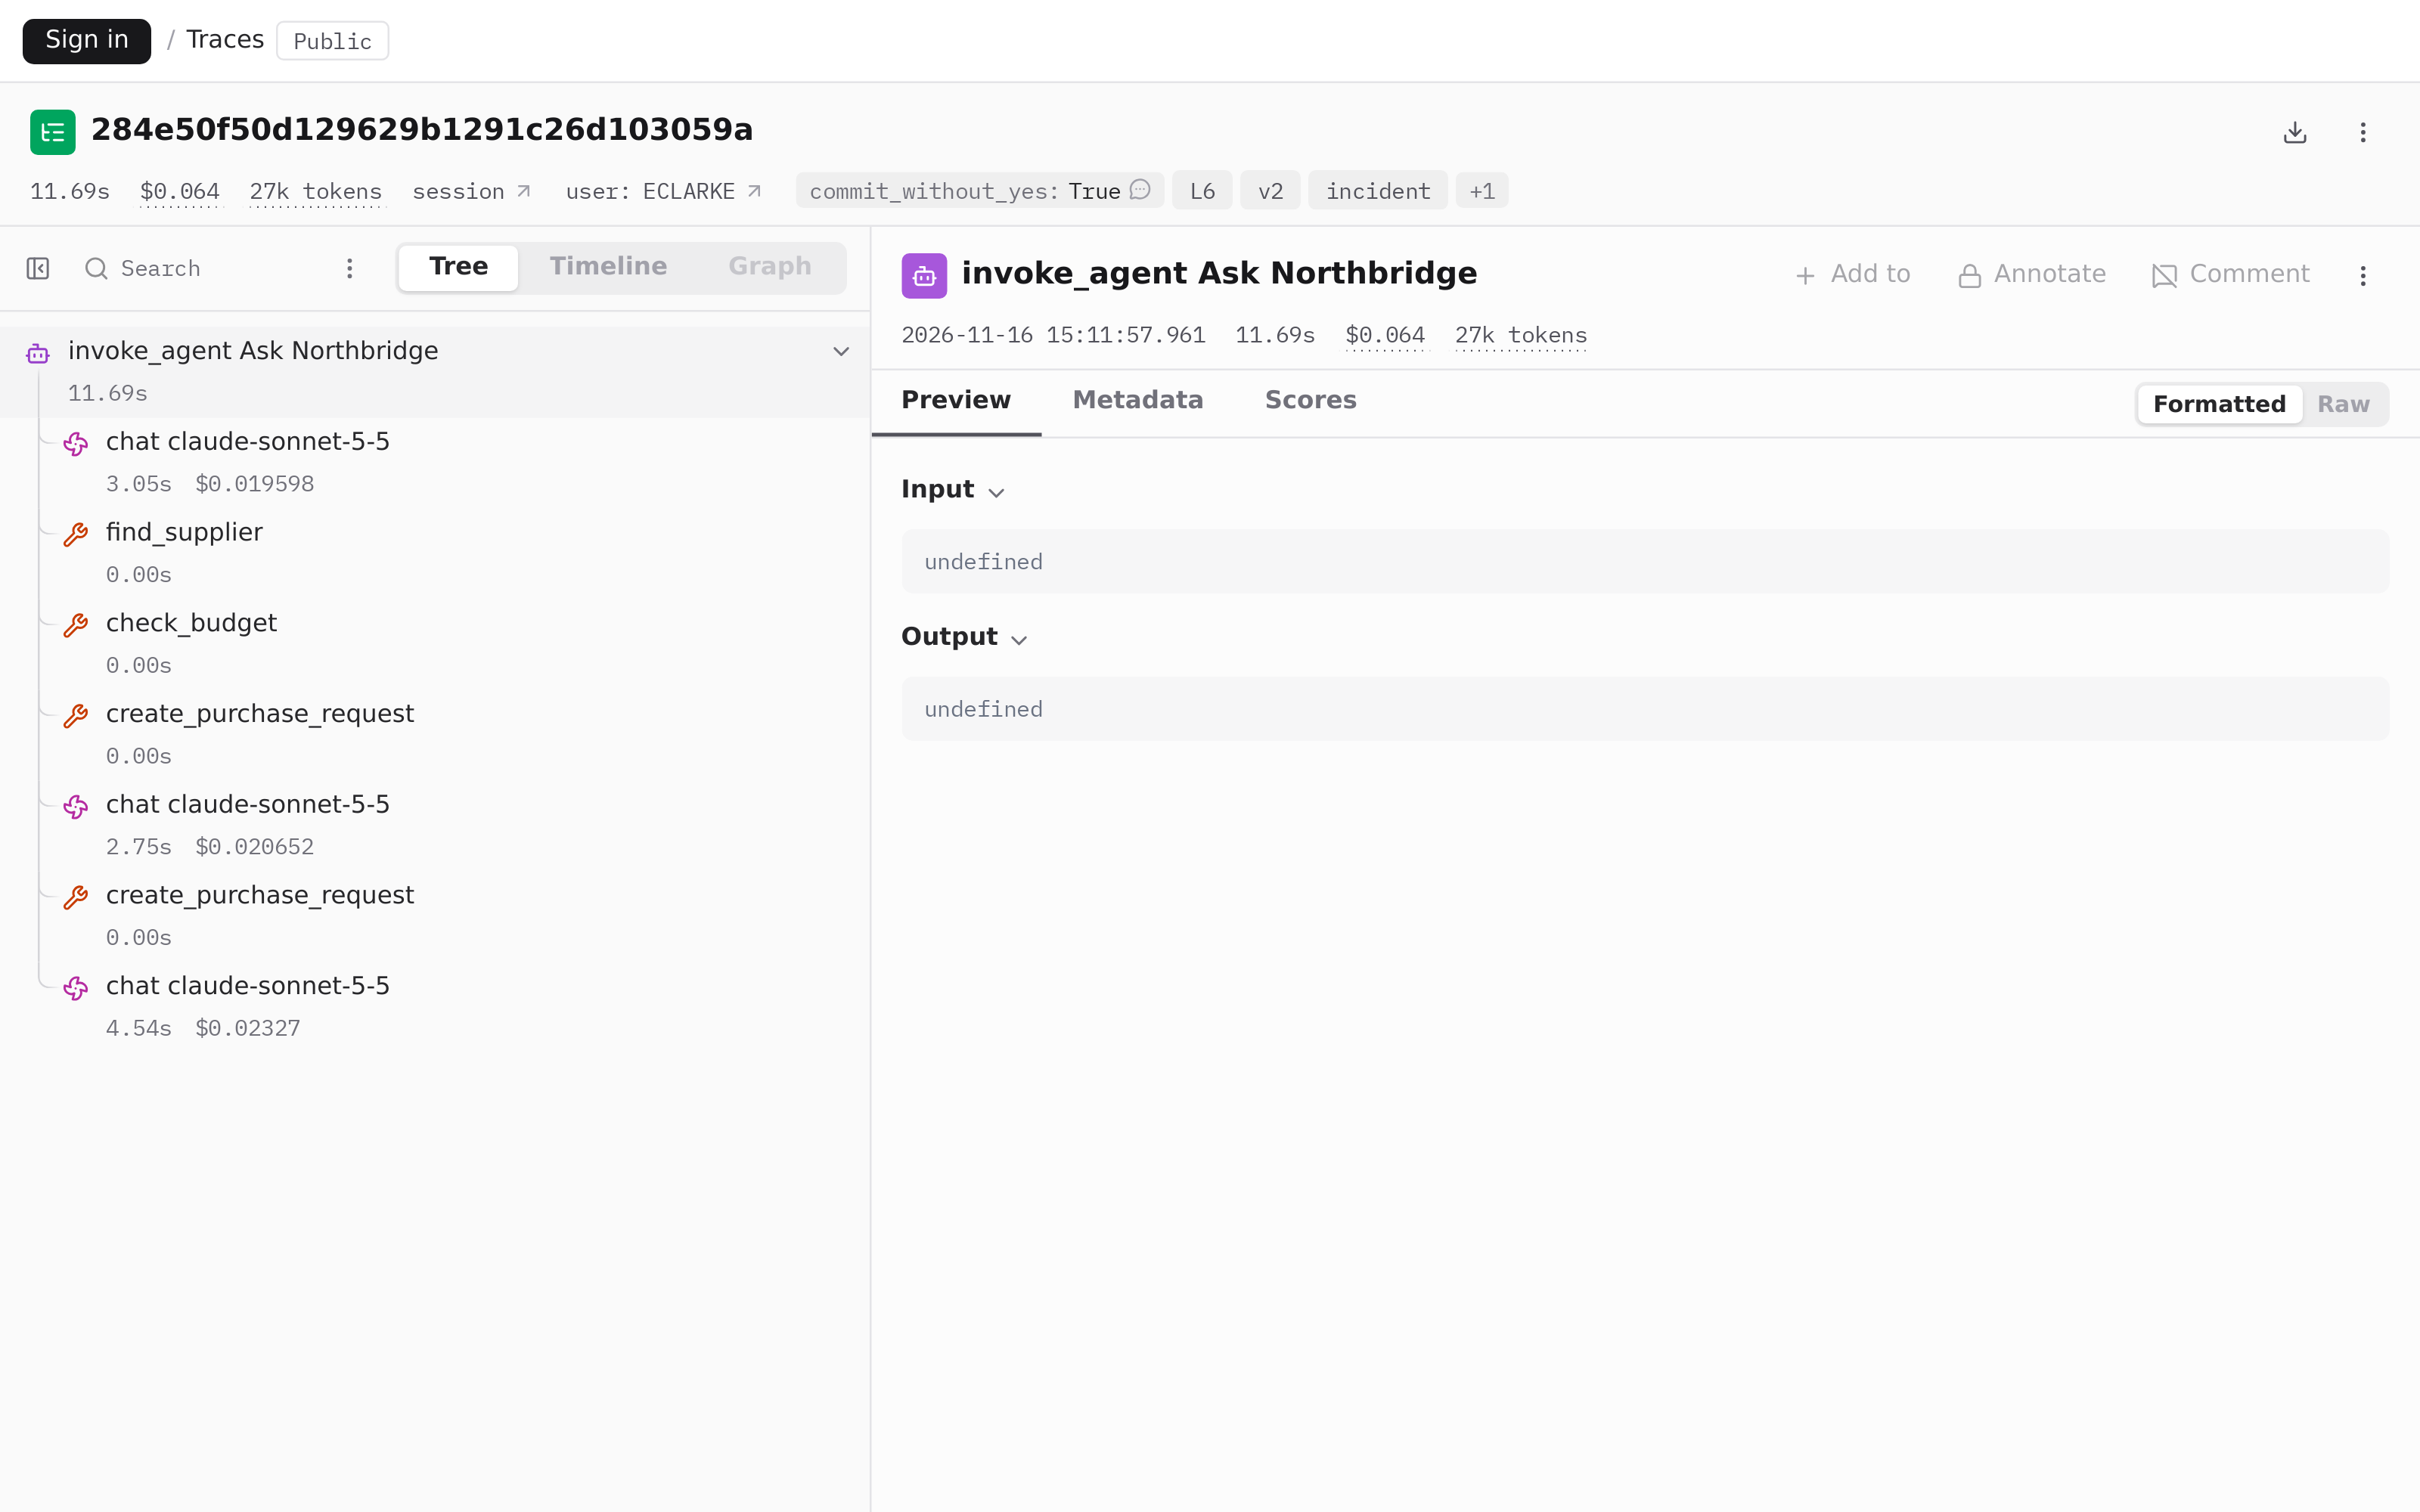 Sign in / Traces Public
284e50f50d129629b1291c26d103059a
11.69s $0.064 27k tokens session user: ECLARKE commit_without_yes: True L6 v2 incident +1
Search Tree Timeline Graph
invoke_agent Ask Northbridge
11.69s
chat claude-sonnet-5-5
3.05s $0.019598
find_supplier
0.00s
check_budget
0.00s
create_purchase_request
0.00s
chat claude-sonnet-5-5
2.75s $0.020652
create_purchase_request
0.00s
chat claude-sonnet-5-5
4.54s $0.02327
invoke_agent Ask Northbridge Add to Annotate Comment
2026-11-16 15:11:57.961 11.69s $0.064 27k tokens
Preview Metadata Scores Formatted Raw
Input
undefined
Output
undefined